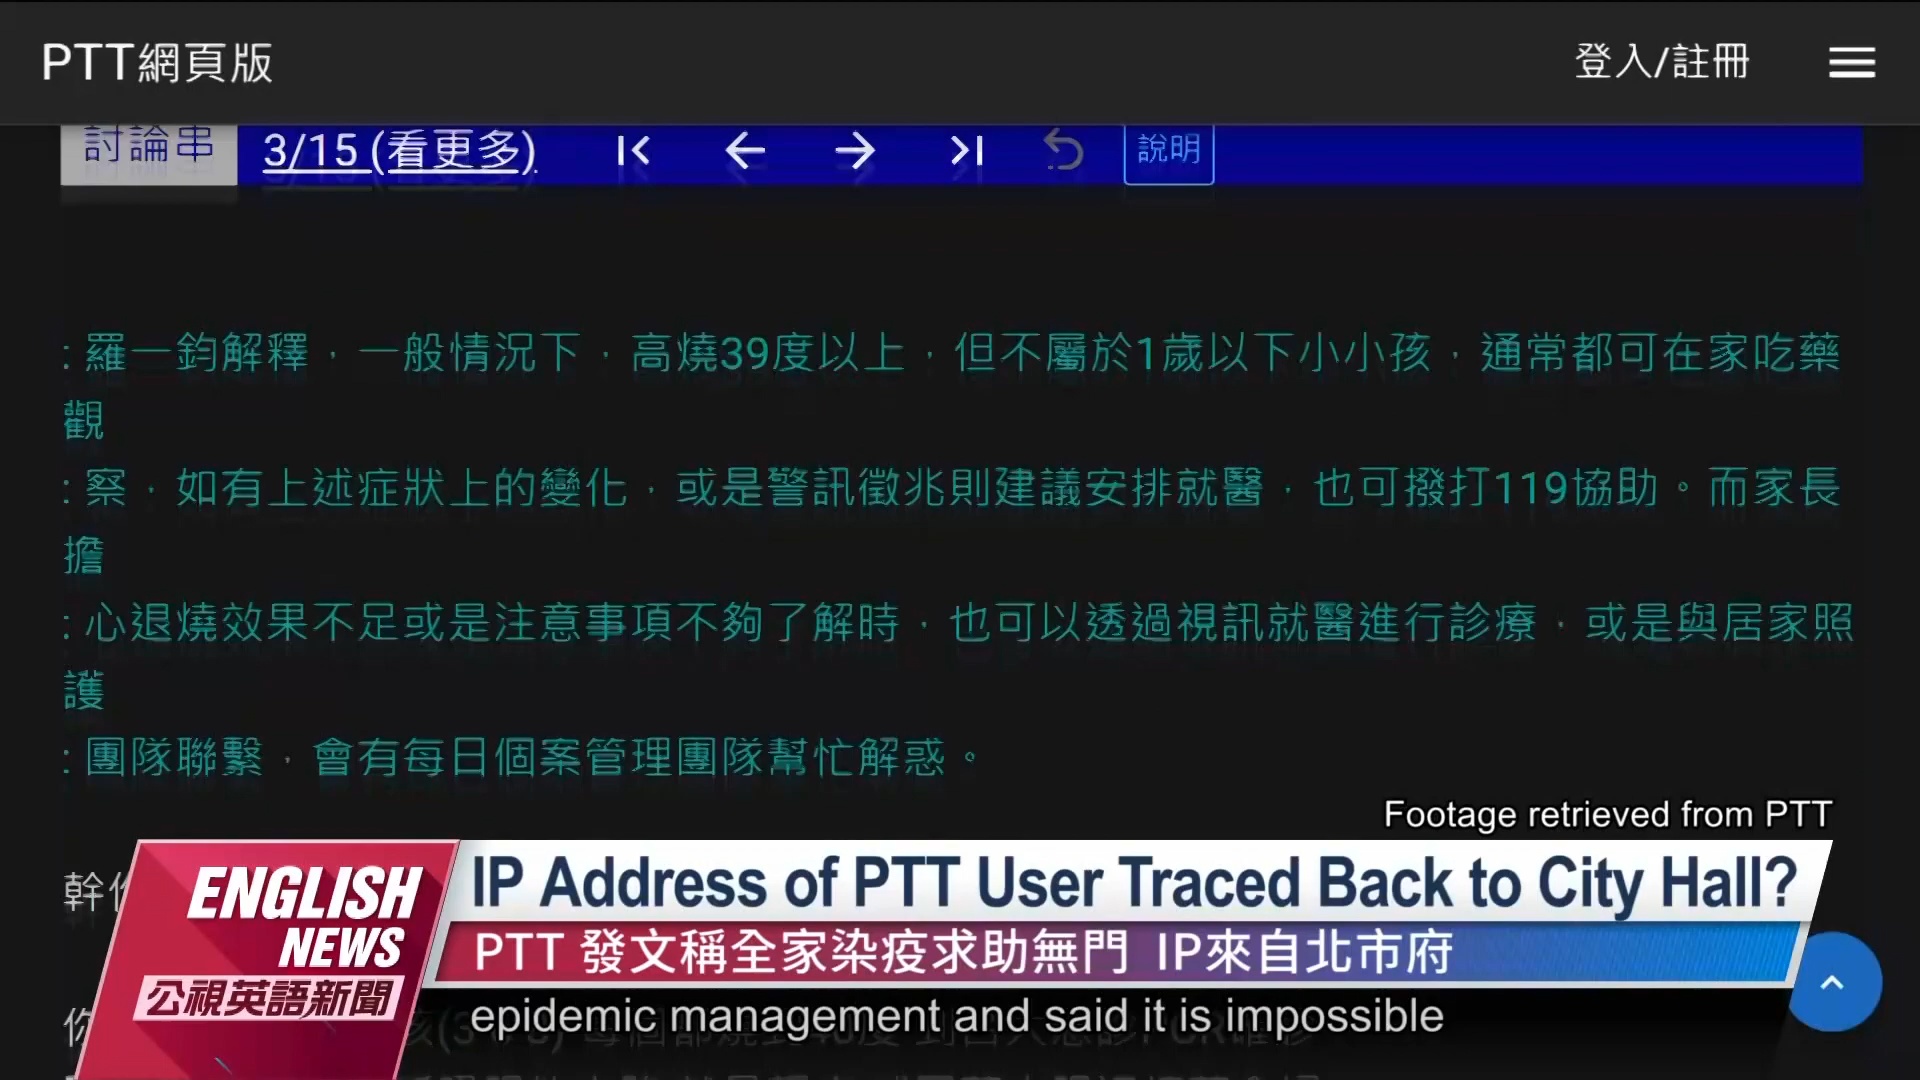 PTT網頁版
登入/註冊
討論串 3/15 (看更多) 說明
: 羅一鈞解釋，一般情況下，高燒39度以上，但不屬於1歲以下小小孩，通常都可在家吃藥
觀
: 察，如有上述症狀上的變化，或是警訊徵兆則建議安排就醫，也可撥打119協助。而家長
擔
: 心退燒效果不足或是注意事項不夠了解時，也可以透過視訊就醫進行診療，或是與居家照
護
: 團隊聯繫，會有每日個案管理團隊幫忙解惑。
Footage retrieved from PTT
幹
ENGLISH
NEWS
公視英語新聞
IP Address of PTT User Traced Back to City Hall?
PTT 發文稱全家染疫求助無門 IP來自北市府
你
epidemic management and said it is impossible